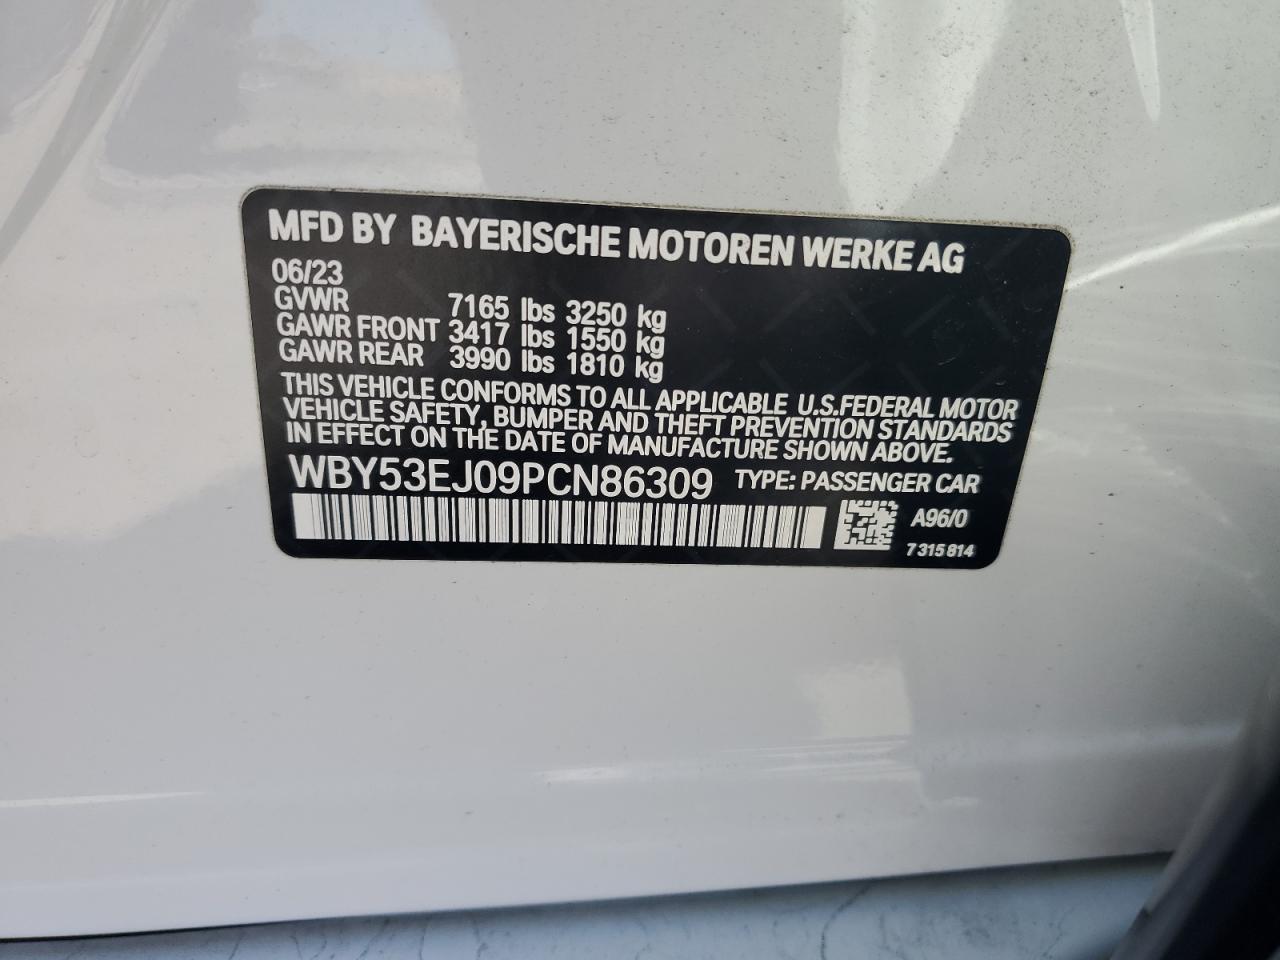 MFD BY BAYERISCHE MOTOREN WERKE AG
06/23
GVWR 7165 lbs 3250 kg
GAWR FRONT 3417 lbs 1550 kg
GAWR REAR 3990 lbs 1810 kg
THIS VEHICLE CONFORMS TO ALL APPLICABLE U.S.FEDERAL MOTOR
VEHICLE SAFETY, BUMPER AND THEFT PREVENTION STANDARDS
IN EFFECT ON THE DATE OF MANUFACTURE SHOWN ABOVE.
WBY53EJ09PCN86309 TYPE: PASSENGER CAR
A96/0
7 315 814